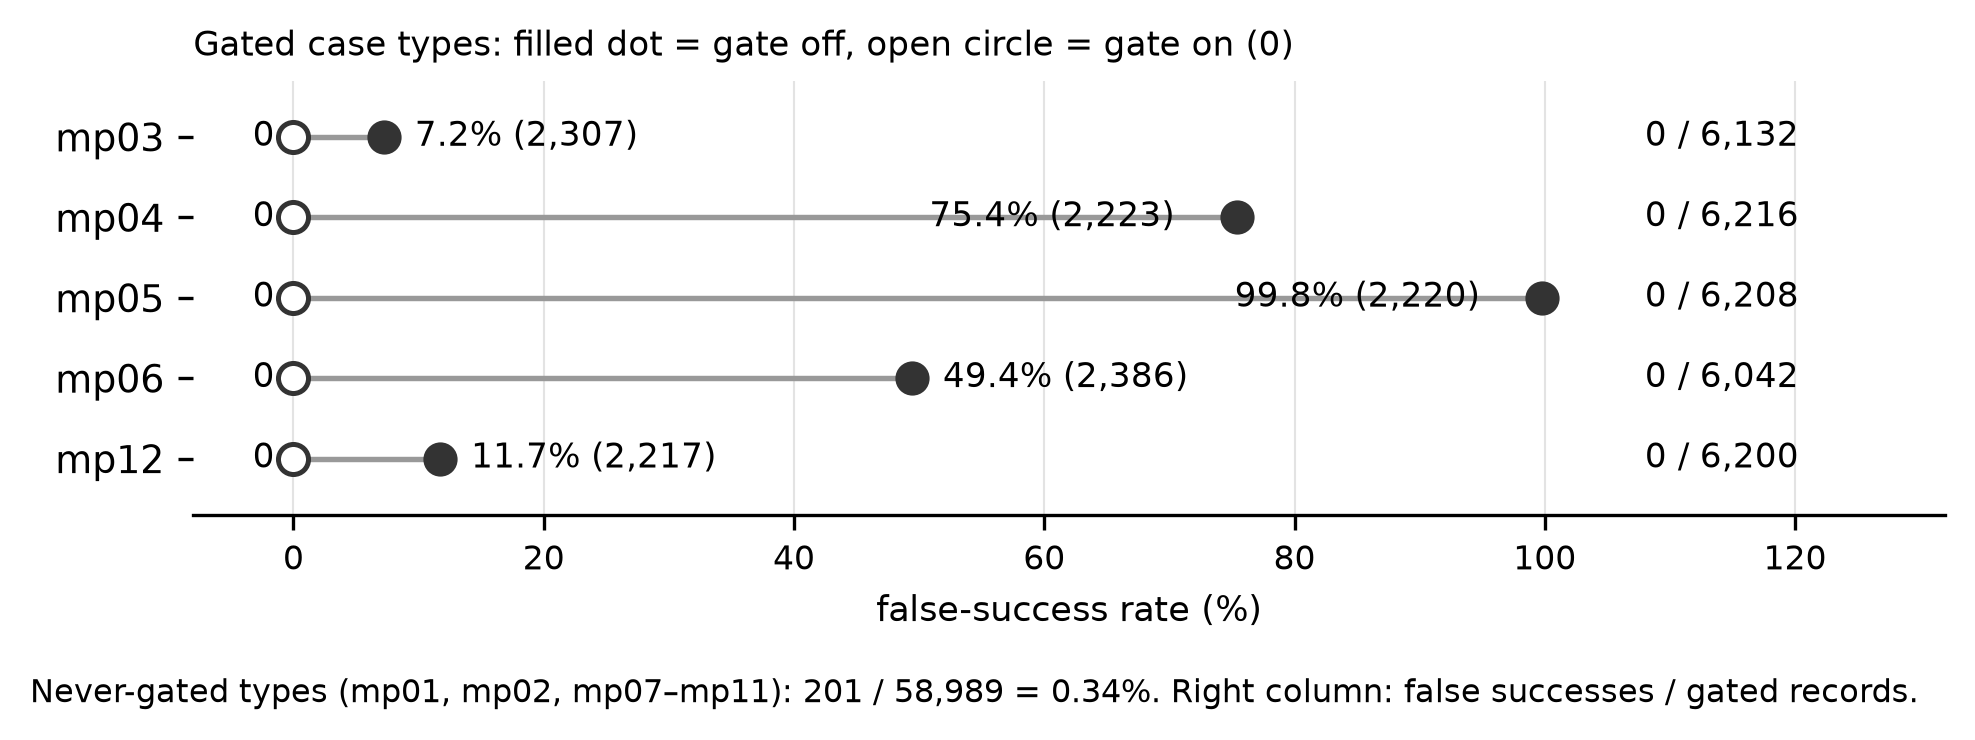 Gated case types: filled dot = gate off, open circle = gate on (0)
mp03 0 7.2% (2,307) 0 / 6,132
mp04 0 75.4% (2,223) 0 / 6,216
mp05 0 99.8% (2,220) 0 / 6,208
mp06 0 49.4% (2,386) 0 / 6,042
mp12 0 11.7% (2,217) 0 / 6,200
0 20 40 60 80 100 120
false-success rate (%)
Never-gated types (mp01, mp02, mp07–mp11): 201 / 58,989 = 0.34%. Right column: false successes / gated records.